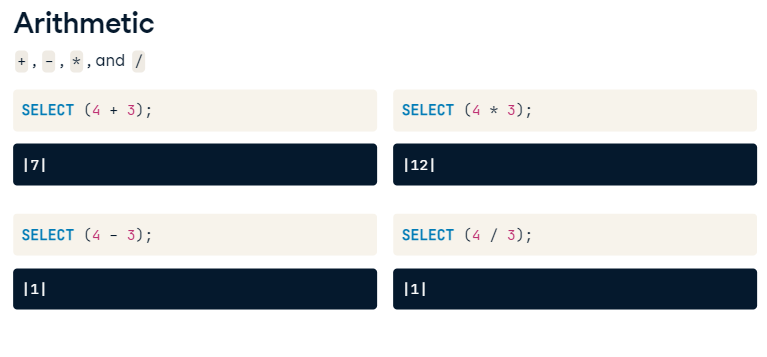 Arithmetic
+ , - , * , and /
SELECT (4 + 3);
|7|
SELECT (4 * 3);
|12|
SELECT (4 - 3);
|1|
SELECT (4 / 3);
|1|